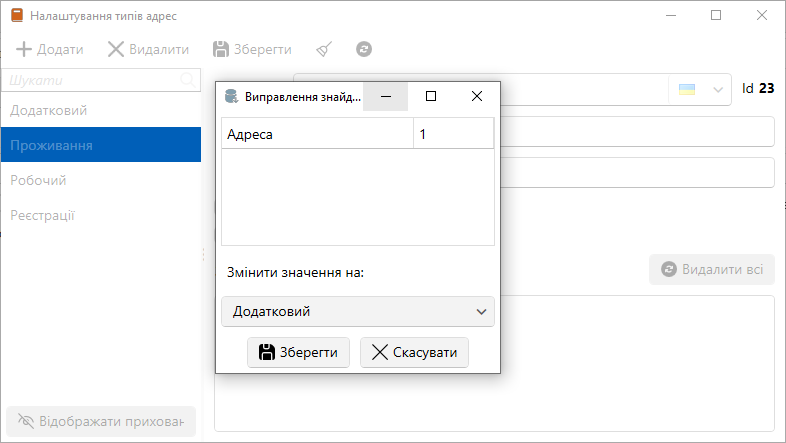 Налаштування типів адрес
Додати Видалити Зберегти
Шукати
Id 23
Додатковий
Проживання
Робочий
Реєстрації
Видалити всі
Відображати прихован
Виправлення знайд...
Адреса 1
Змінити значення на:
Додатковий
Зберегти Скасувати